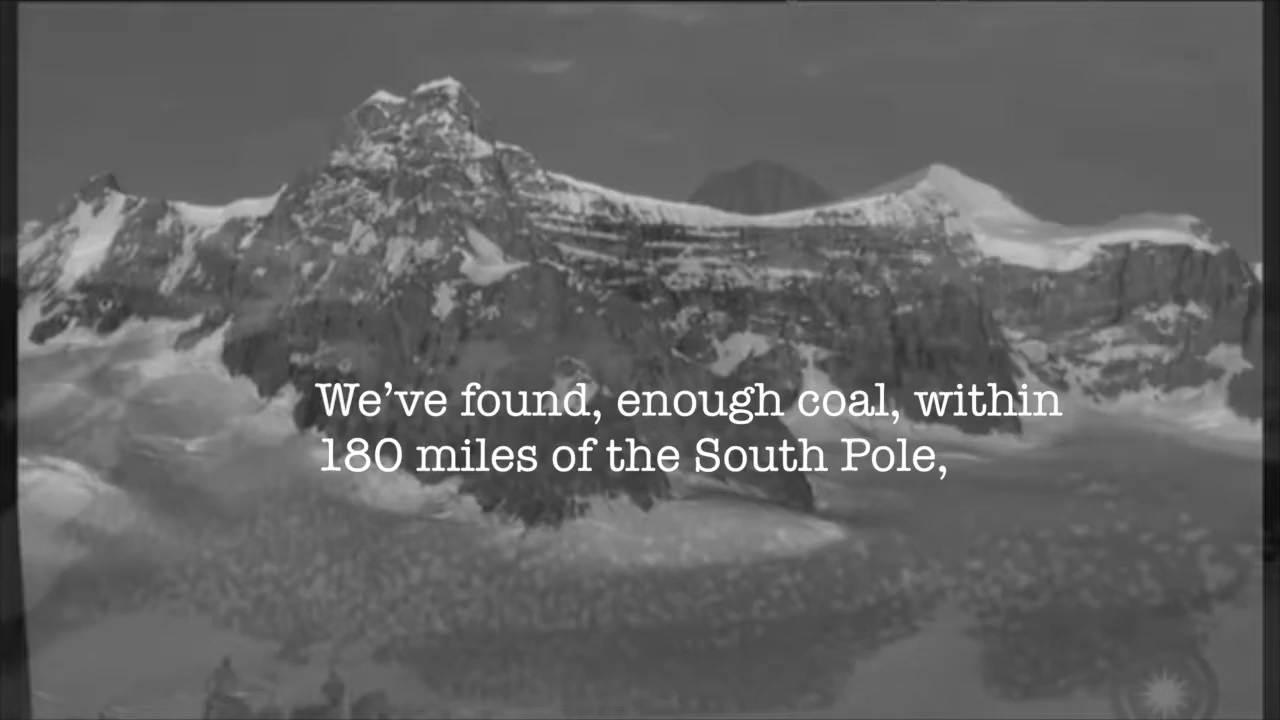 We've found, enough coal, within
180 miles of the South Pole,